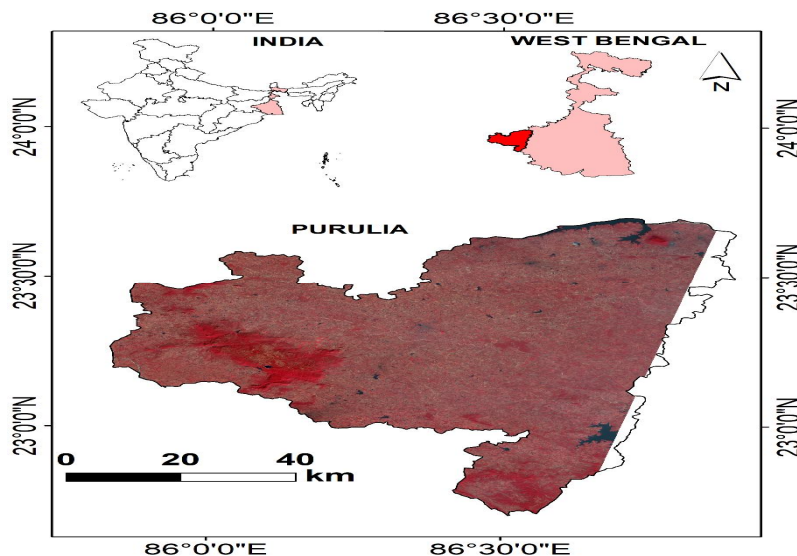 86°0'0"E 86°30'0"E
INDIA WEST BENGAL
N
24°0'0"N 24°0'0"N
PURULIA
23°30'0"N 23°30'0"N
23°0'0"N 23°0'0"N
0 20 40
km
86°0'0"E 86°30'0"E